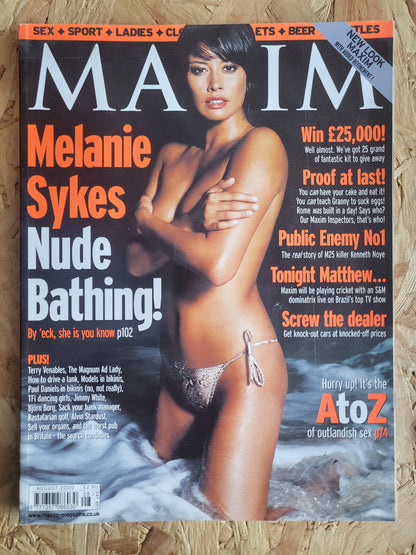 SEX ✦ SPORT ✦ LADIES ✦ CLO ETS ✦ BEER TTLES
NEW LOOK
MAXIM
WITH ADDED REFINEMENT!
MAXIM
Melanie
Sykes
Nude
Bathing!
By 'eck, she is you know p102
PLUS!
Terry Venables, The Magnum Ad Lady,
How to drive a tank, Models in bikinis,
Paul Daniels in bikinis (no, not really),
TFI dancing girls, Jimmy White,
Björn Borg, Sack your bank manager,
Rastafarian golf, Alvin Stardust,
Sell your organs, and the worst pub
in Britain – the search continues
Win £25,000!
Well almost. We've got 25 grand
of fantastic kit to give away
Proof at last!
You can have your cake and eat it!
You can teach Granny to suck eggs!
Rome was built in a day! Says who?
Our Maxim Inspectors, that's who!
Public Enemy No1
The real story of M25 killer Kenneth Noye
Tonight Matthew...
Maxim will be playing cricket with an S&M
dominatrix live on Brazil's top TV show
Screw the dealer
Get knock-out cars at knocked-off prices
Hurry up! It's the
AtoZ
of outlandish sex p74
AUGUST 2000 £2.90
08
www.maxim-magazine.co.uk